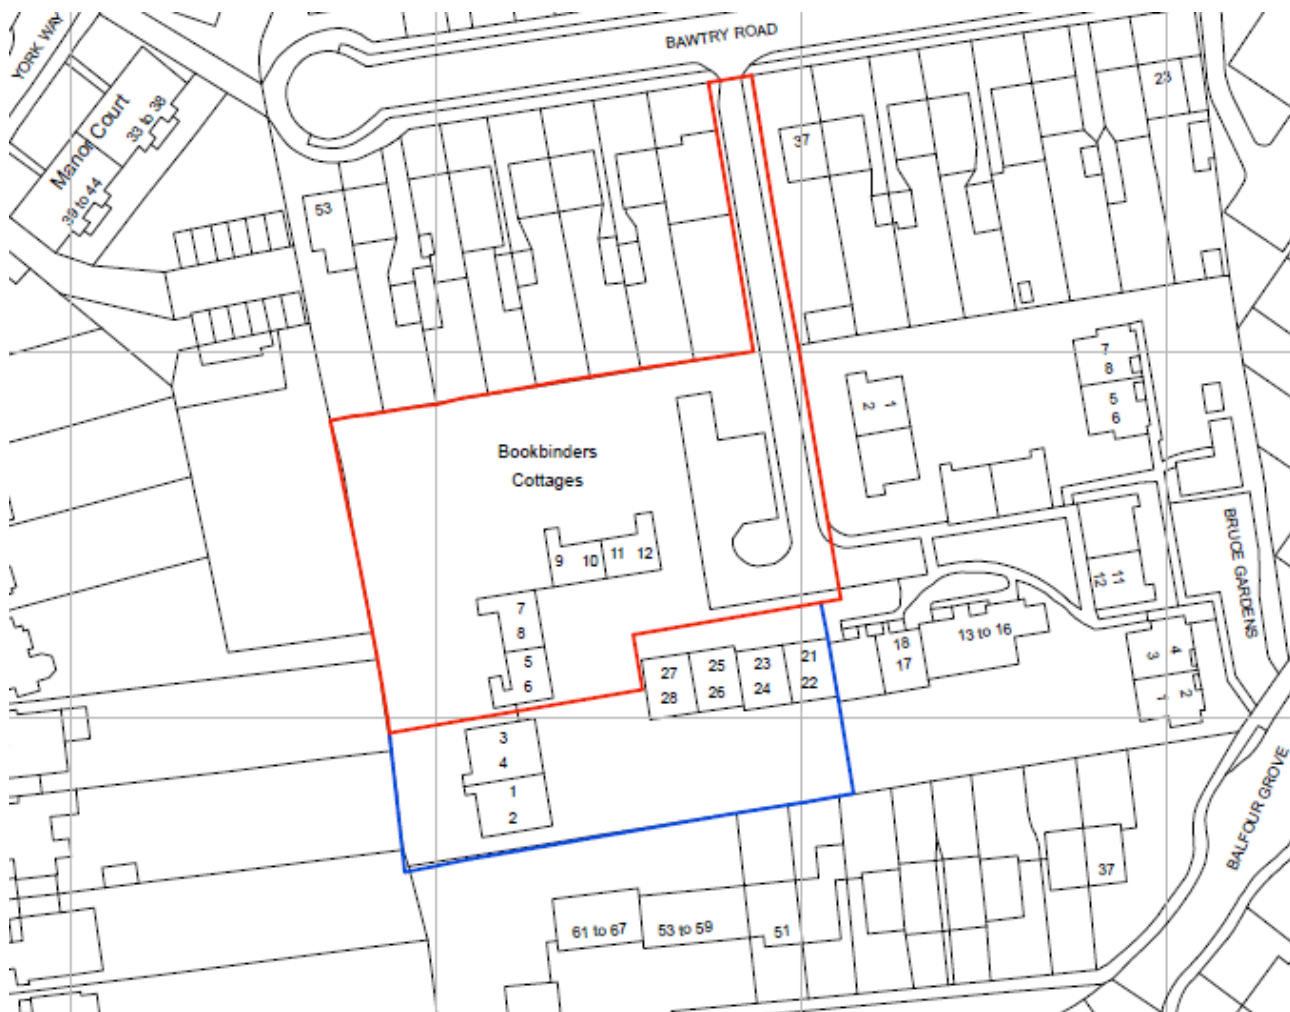 BAWTRY ROAD
YORK WAY
Manor Court
33 to 38
39 to 44
53
37
23
7
8
5
6
2 1
Bookbinders
Cottages
9 10 11 12
7
8
5
6
BRUCE GARDENS
12 11
13 to 16
18
17
27
28
25
26
23
24
21
22
3 4
1 2
3
4
1
2
BALFOUR GROVE
37
61 to 67
53 to 59
51